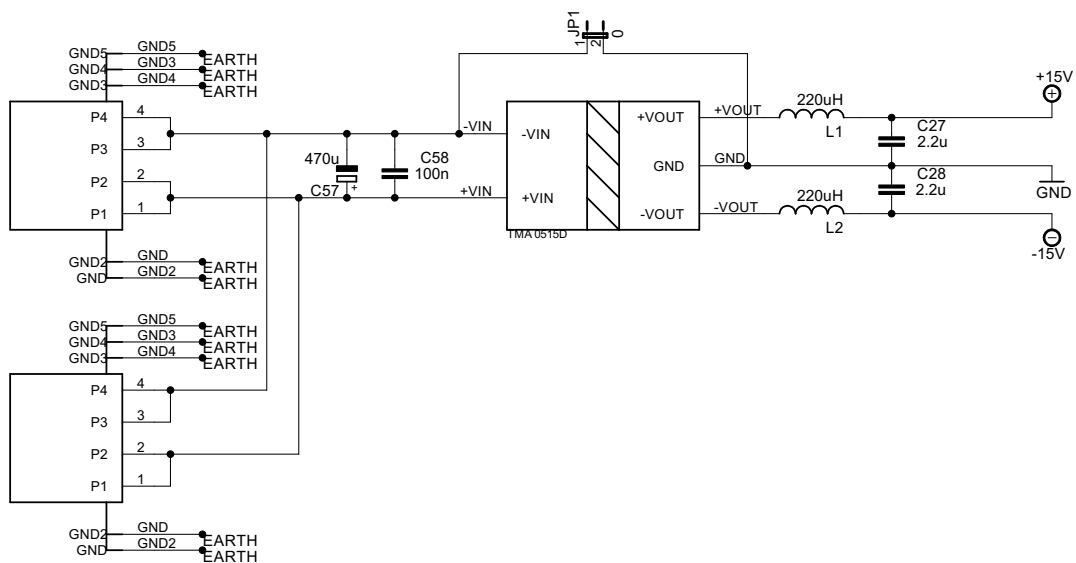 JP1
1
2
0
GND5 GND5 EARTH
GND4 GND3 EARTH
GND3 GND4 EARTH
P4 4
P3 3
P2 2
P1 1
GND2 GND EARTH
GND GND2 EARTH
470u
C57
+
C58
100n
-VIN
+VIN
-VIN
+VIN
TMA 0515D
+VOUT
GND
-VOUT
+VOUT
GND
-VOUT
220uH
L1
220uH
L2
C27
2.2u
C28
2.2u
+15V
GND
-15V
GND5 GND5 EARTH
GND4 GND3 EARTH
GND3 GND4 EARTH
P4 4
P3 3
P2 2
P1 1
GND2 GND EARTH
GND GND2 EARTH